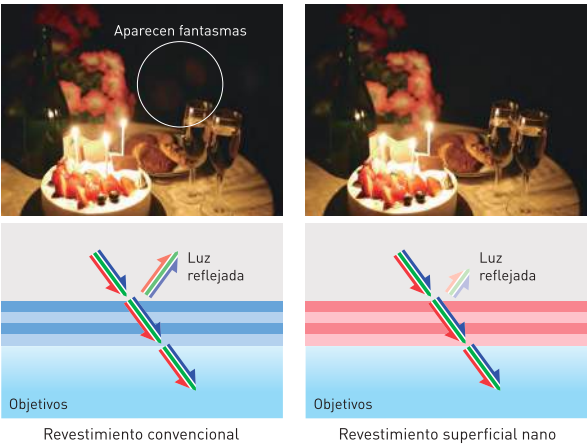 Aparecen fantasmas
Luz
reflejada
Luz
reflejada
Objetivos
Objetivos
Revestimiento convencional
Revestimiento superficial nano